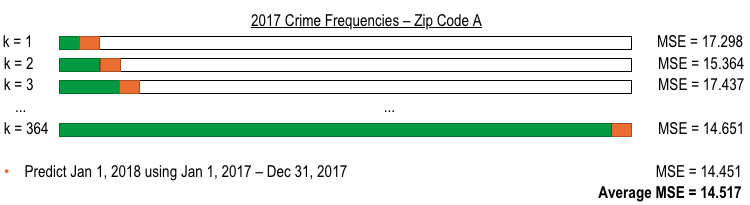 2017 Crime Frequencies – Zip Code A
k = 1 MSE = 17.298
k = 2 MSE = 15.364
k = 3 MSE = 17.437
... ...
k = 364 MSE = 14.651
• Predict Jan 1, 2018 using Jan 1, 2017 – Dec 31, 2017 MSE = 14.451
Average MSE = 14.517